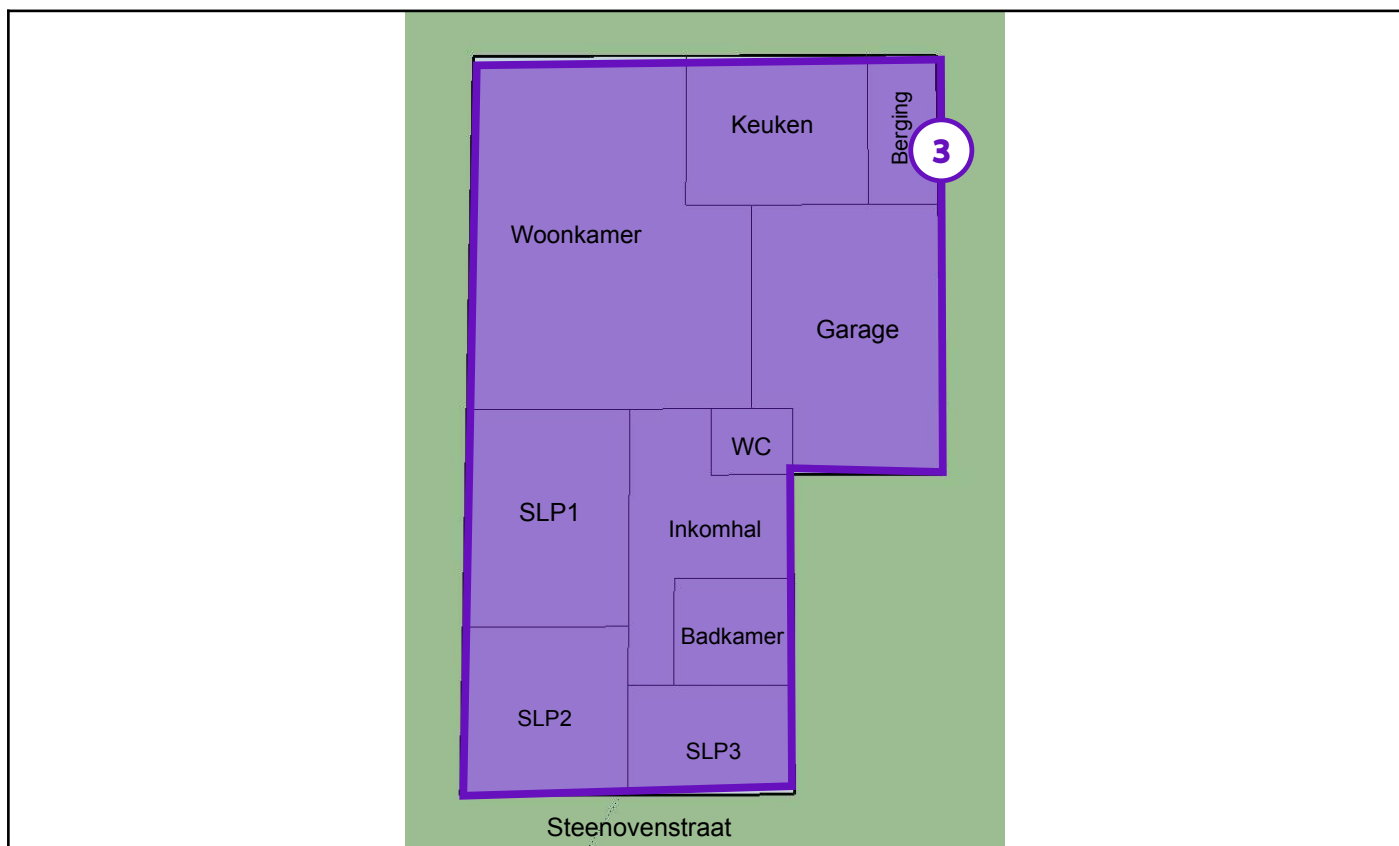 Keuken
Berging
3
Woonkamer
Garage
WC
SLP1
Inkomhal
Badkamer
SLP2
SLP3
Steenovenstraat